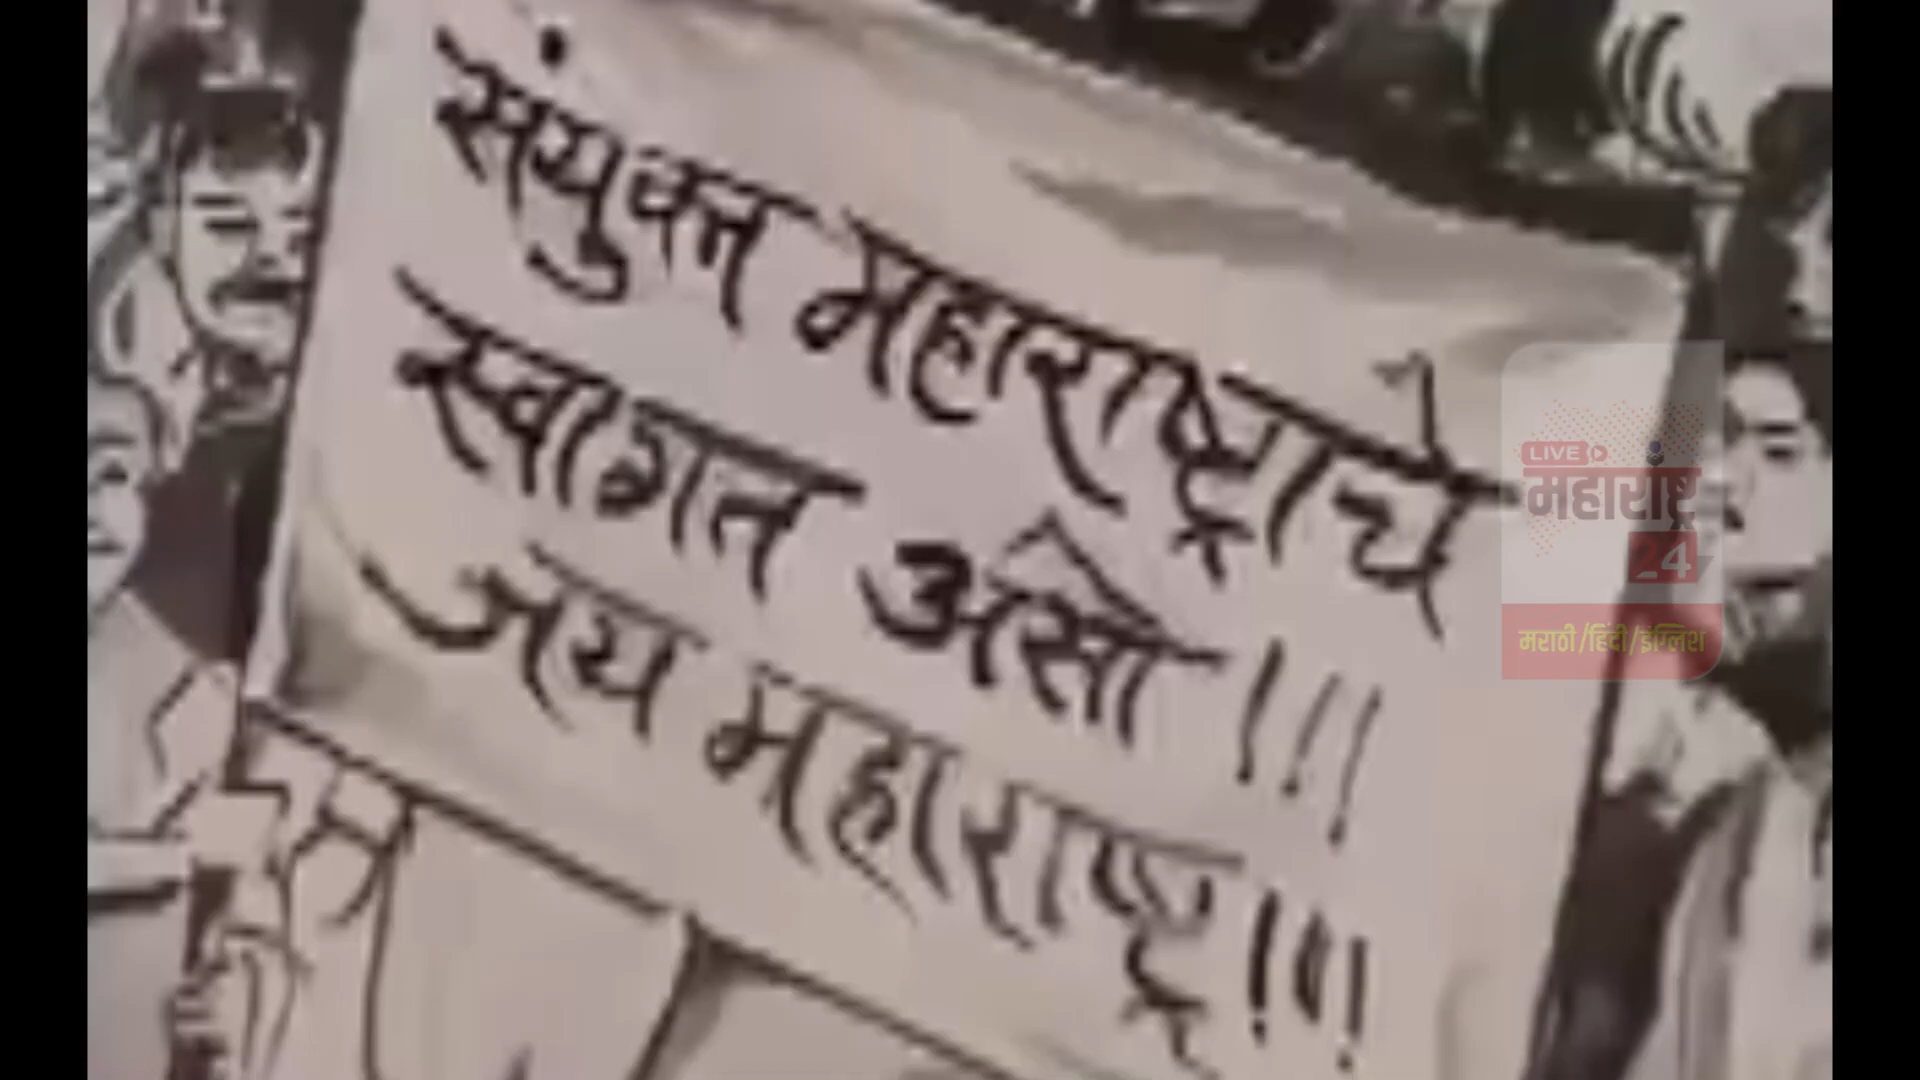 संयुक्त महाराष्ट्राचे
स्वागत असो !!!
जय महाराष्ट्र !!!
LIVE
महाराष्ट्र
24
मराठी/हिंदी/इंग्लिश